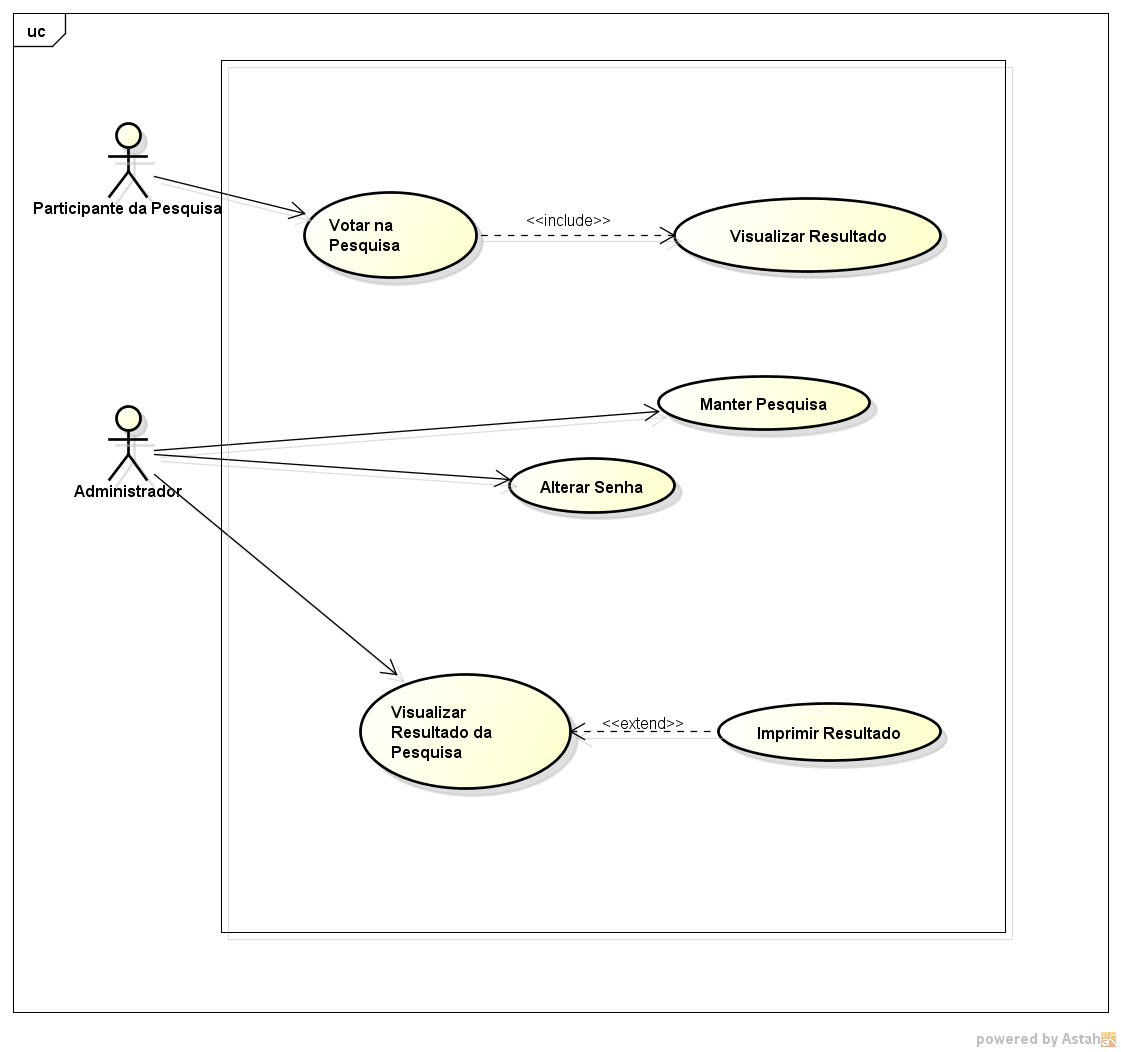 uc
Participante da Pesquisa
Votar na
Pesquisa
<<include>>
Visualizar Resultado
Manter Pesquisa
Administrador
Alterar Senha
Visualizar
Resultado da
Pesquisa
<<extend>>
Imprimir Resultado
powered by Astah